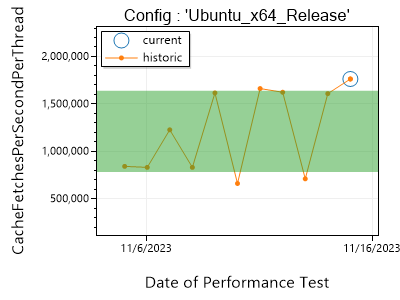 Config : 'Ubuntu_x64_Release'
CacheFetchesPerSecondPerThread
current
historic
2,000,000
1,500,000
1,000,000
500,000
11/6/2023
11/16/2023
Date of Performance Test